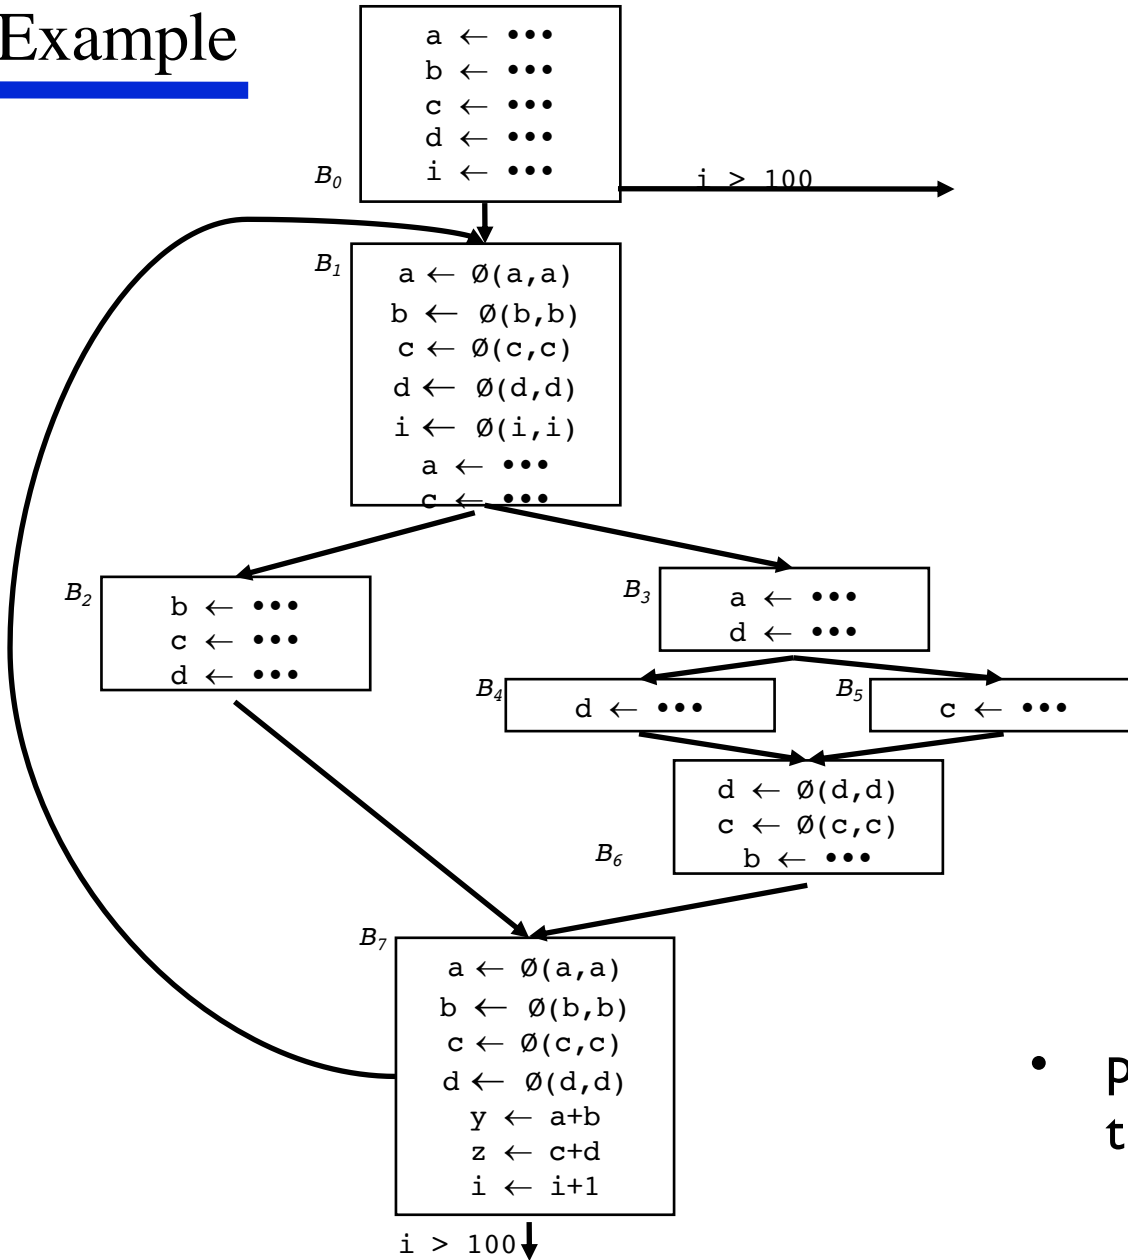 Example
a ← •••
b ← •••
c ← •••
d ← •••
i ← •••
B0
i > 100
B1
a ← Ø(a,a)
b ← Ø(b,b)
c ← Ø(c,c)
d ← Ø(d,d)
i ← Ø(i,i)
a ← •••
c ← •••
B2
b ← •••
c ← •••
d ← •••
B3
a ← •••
d ← •••
B4
d ← •••
B5
c ← •••
d ← Ø(d,d)
c ← Ø(c,c)
b ← •••
B6
B7
a ← Ø(a,a)
b ← Ø(b,b)
c ← Ø(c,c)
d ← Ø(d,d)
y ← a+b
z ← c+d
i ← i+1
i > 100
•